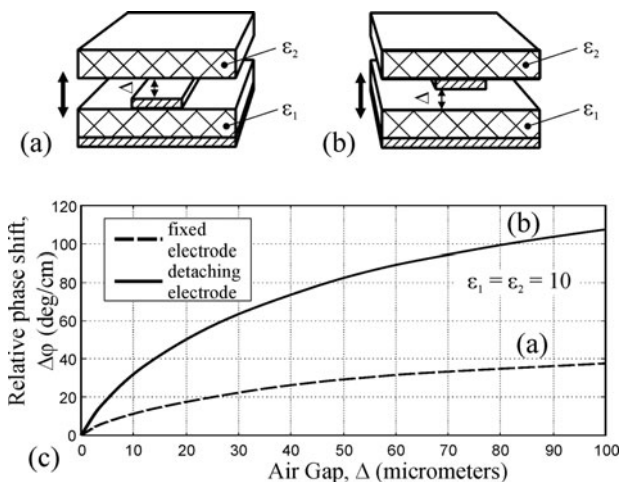 ε2
Δ
ε1
(a)
ε2
Δ
ε1
(b)
Relative phase shift,
Δφ (deg/cm)
120
100
80
60
40
20
0
fixed
electrode
detaching
electrode
(b)
ε1 = ε2 = 10
(a)
0 10 20 30 40 50 60 70 80 90 100
Air Gap, Δ (micrometers)
(c)